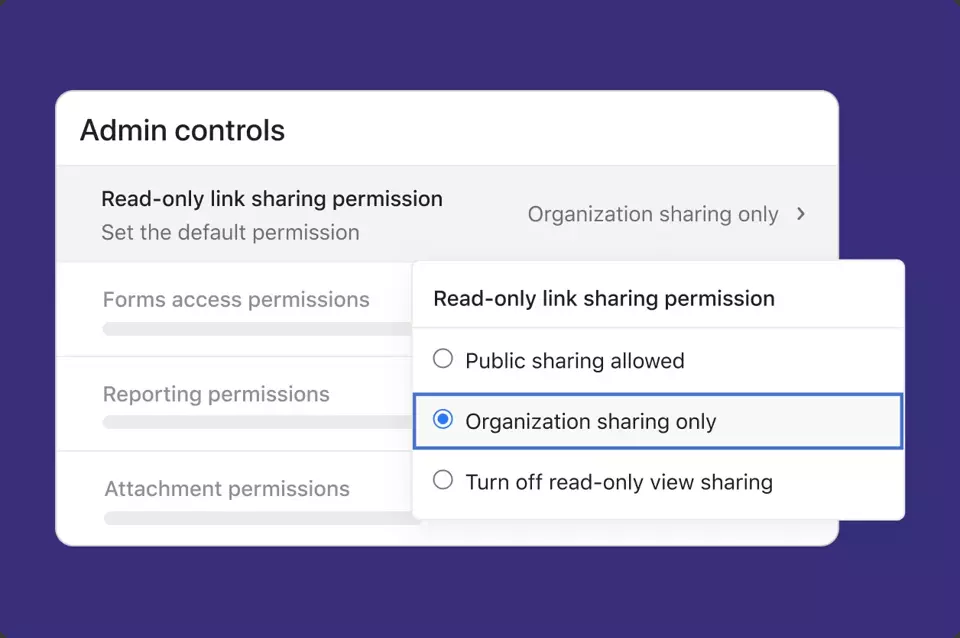 Admin controls
Read-only link sharing permission
Set the default permission
Organization sharing only
Forms access permissions
Reporting permissions
Attachment permissions
Read-only link sharing permission
Public sharing allowed
Organization sharing only
Turn off read-only view sharing